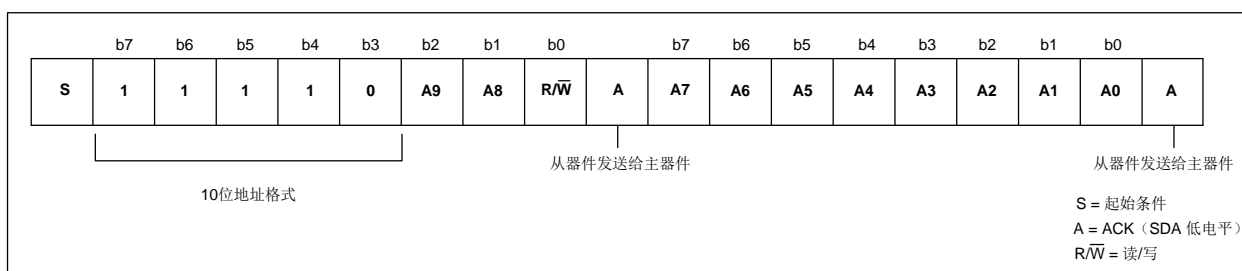 b7 b6 b5 b4 b3 b2 b1 b0 b7 b6 b5 b4 b3 b2 b1 b0
S 1 1 1 1 0 A9 A8 R/W̅ A A7 A6 A5 A4 A3 A2 A1 A0 A
从器件发送给主器件 从器件发送给主器件
10位地址格式
S = 起始条件
A = ACK（SDA 低电平）
R/W̅ = 读/写